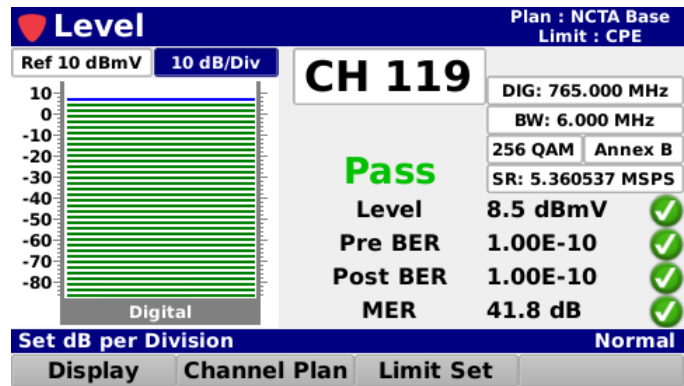 Level
Plan : NCTA Base
Limit : CPE
Ref 10 dBmV
10 dB/Div
CH 119
DIG: 765.000 MHz
BW: 6.000 MHz
256 QAM Annex B
SR: 5.360537 MSPS
10
0
-10
-20
-30
-40
-50
-60
-70
-80
Digital
Pass
Level 8.5 dBmV
Pre BER 1.00E-10
Post BER 1.00E-10
MER 41.8 dB
Set dB per Division Normal
Display Channel Plan Limit Set